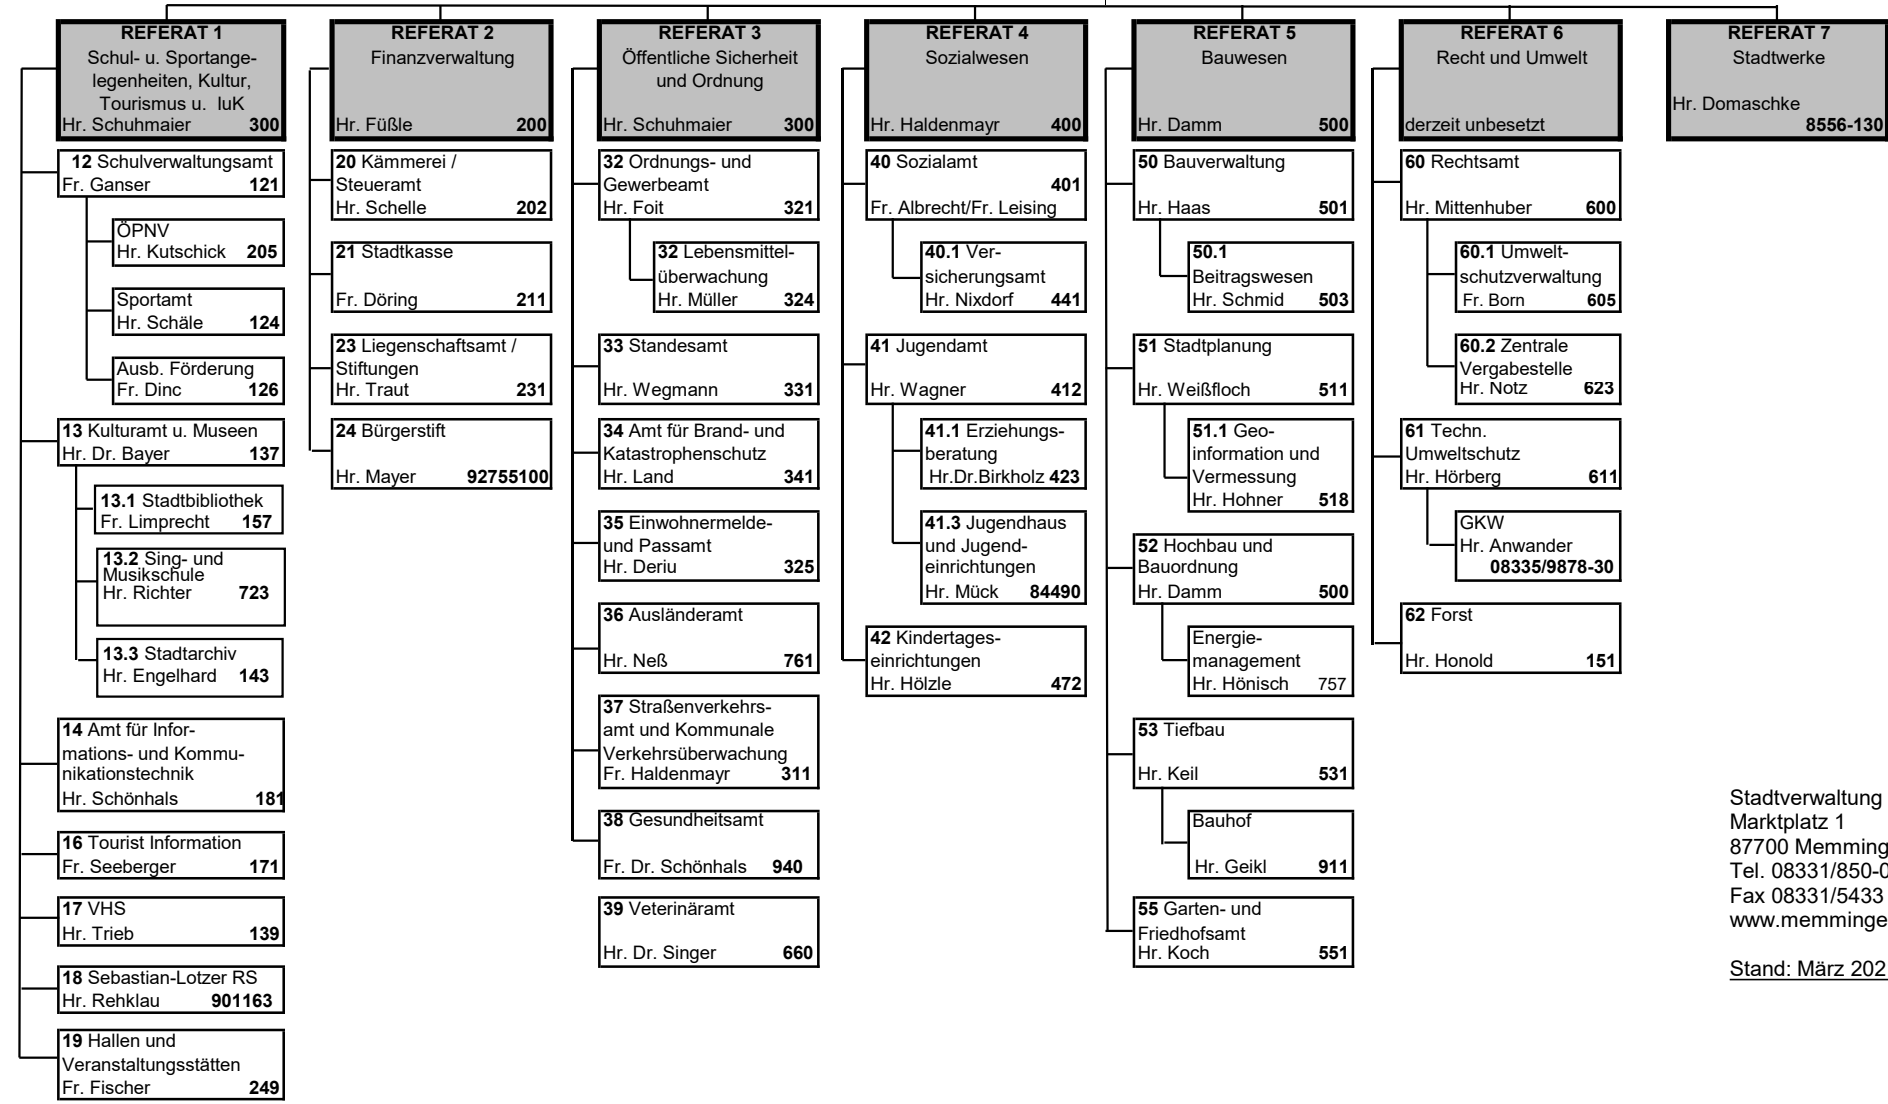 REFERAT 1
Schul- u. Sportange-
legenheiten, Kultur,
Tourismus u. IuK
Hr. Schuhmaier 300
12 Schulverwaltungsamt
Fr. Ganser 121
ÖPNV
Hr. Kutschick 205
Sportamt
Hr. Schäle 124
Ausb. Förderung
Fr. Dinc 126
13 Kulturamt u. Museen
Hr. Dr. Bayer 137
13.1 Stadtbibliothek
Fr. Limprecht 157
13.2 Sing- und
Musikschule
Hr. Richter 723
13.3 Stadtarchiv
Hr. Engelhard 143
14 Amt für Infor-
mations- und Kommu-
nikationstechnik
Hr. Schönhals 181
16 Tourist Information
Fr. Seeberger 171
17 VHS
Hr. Trieb 139
18 Sebastian-Lotzer RS
Hr. Rehklau 901163
19 Hallen und
Veranstaltungsstätten
Fr. Fischer 249
REFERAT 2
Finanzverwaltung
Hr. Füßle 200
20 Kämmerei /
Steueramt
Hr. Schelle 202
21 Stadtkasse
Fr. Döring 211
23 Liegenschaftsamt /
Stiftungen
Hr. Traut 231
24 Bürgerstift
Hr. Mayer 92755100
REFERAT 3
Öffentliche Sicherheit
und Ordnung
Hr. Schuhmaier 300
32 Ordnungs- und
Gewerbeamt
Hr. Foit 321
32 Lebensmittel-
überwachung
Hr. Müller 324
33 Standesamt
Hr. Wegmann 331
34 Amt für Brand- und
Katastrophenschutz
Hr. Land 341
35 Einwohnermelde-
und Passamt
Hr. Deriu 325
36 Ausländeramt
Hr. Neß 761
37 Straßenverkehrs-
amt und Kommunale
Verkehrsüberwachung
Fr. Haldenmayr 311
38 Gesundheitsamt
Fr. Dr. Schönhals 940
39 Veterinäramt
Hr. Dr. Singer 660
REFERAT 4
Sozialwesen
Hr. Haldenmayr 400
40 Sozialamt
401
Fr. Albrecht/Fr. Leising
40.1 Ver-
sicherungsamt
Hr. Nixdorf 441
41 Jugendamt
Hr. Wagner 412
41.1 Erziehungs-
beratung
Hr.Dr.Birkholz 423
41.3 Jugendhaus
und Jugend-
einrichtungen
Hr. Mück 84490
42 Kindertages-
einrichtungen
Hr. Hölzle 472
REFERAT 5
Bauwesen
Hr. Damm 500
50 Bauverwaltung
Hr. Haas 501
50.1
Beitragswesen
Hr. Schmid 503
51 Stadtplanung
Hr. Weißfloch 511
51.1 Geo-
information und
Vermessung
Hr. Hohner 518
52 Hochbau und
Bauordnung
Hr. Damm 500
Energie-
management
Hr. Hönisch 757
53 Tiefbau
Hr. Keil 531
Bauhof
Hr. Geikl 911
55 Garten- und
Friedhofsamt
Hr. Koch 551
REFERAT 6
Recht und Umwelt
derzeit unbesetzt
60 Rechtsamt
Hr. Mittenhuber 600
60.1 Umwelt-
schutzverwaltung
Fr. Born 605
60.2 Zentrale
Vergabestelle
Hr. Notz 623
61 Techn.
Umweltschutz
Hr. Hörberg 611
GKW
Hr. Anwander
08335/9878-30
62 Forst
Hr. Honold 151
REFERAT 7
Stadtwerke
Hr. Domaschke
8556-130
Stadtverwaltung
Marktplatz 1
87700 Memming
Tel. 08331/850-0
Fax 08331/5433
www.memminge
Stand: März 202